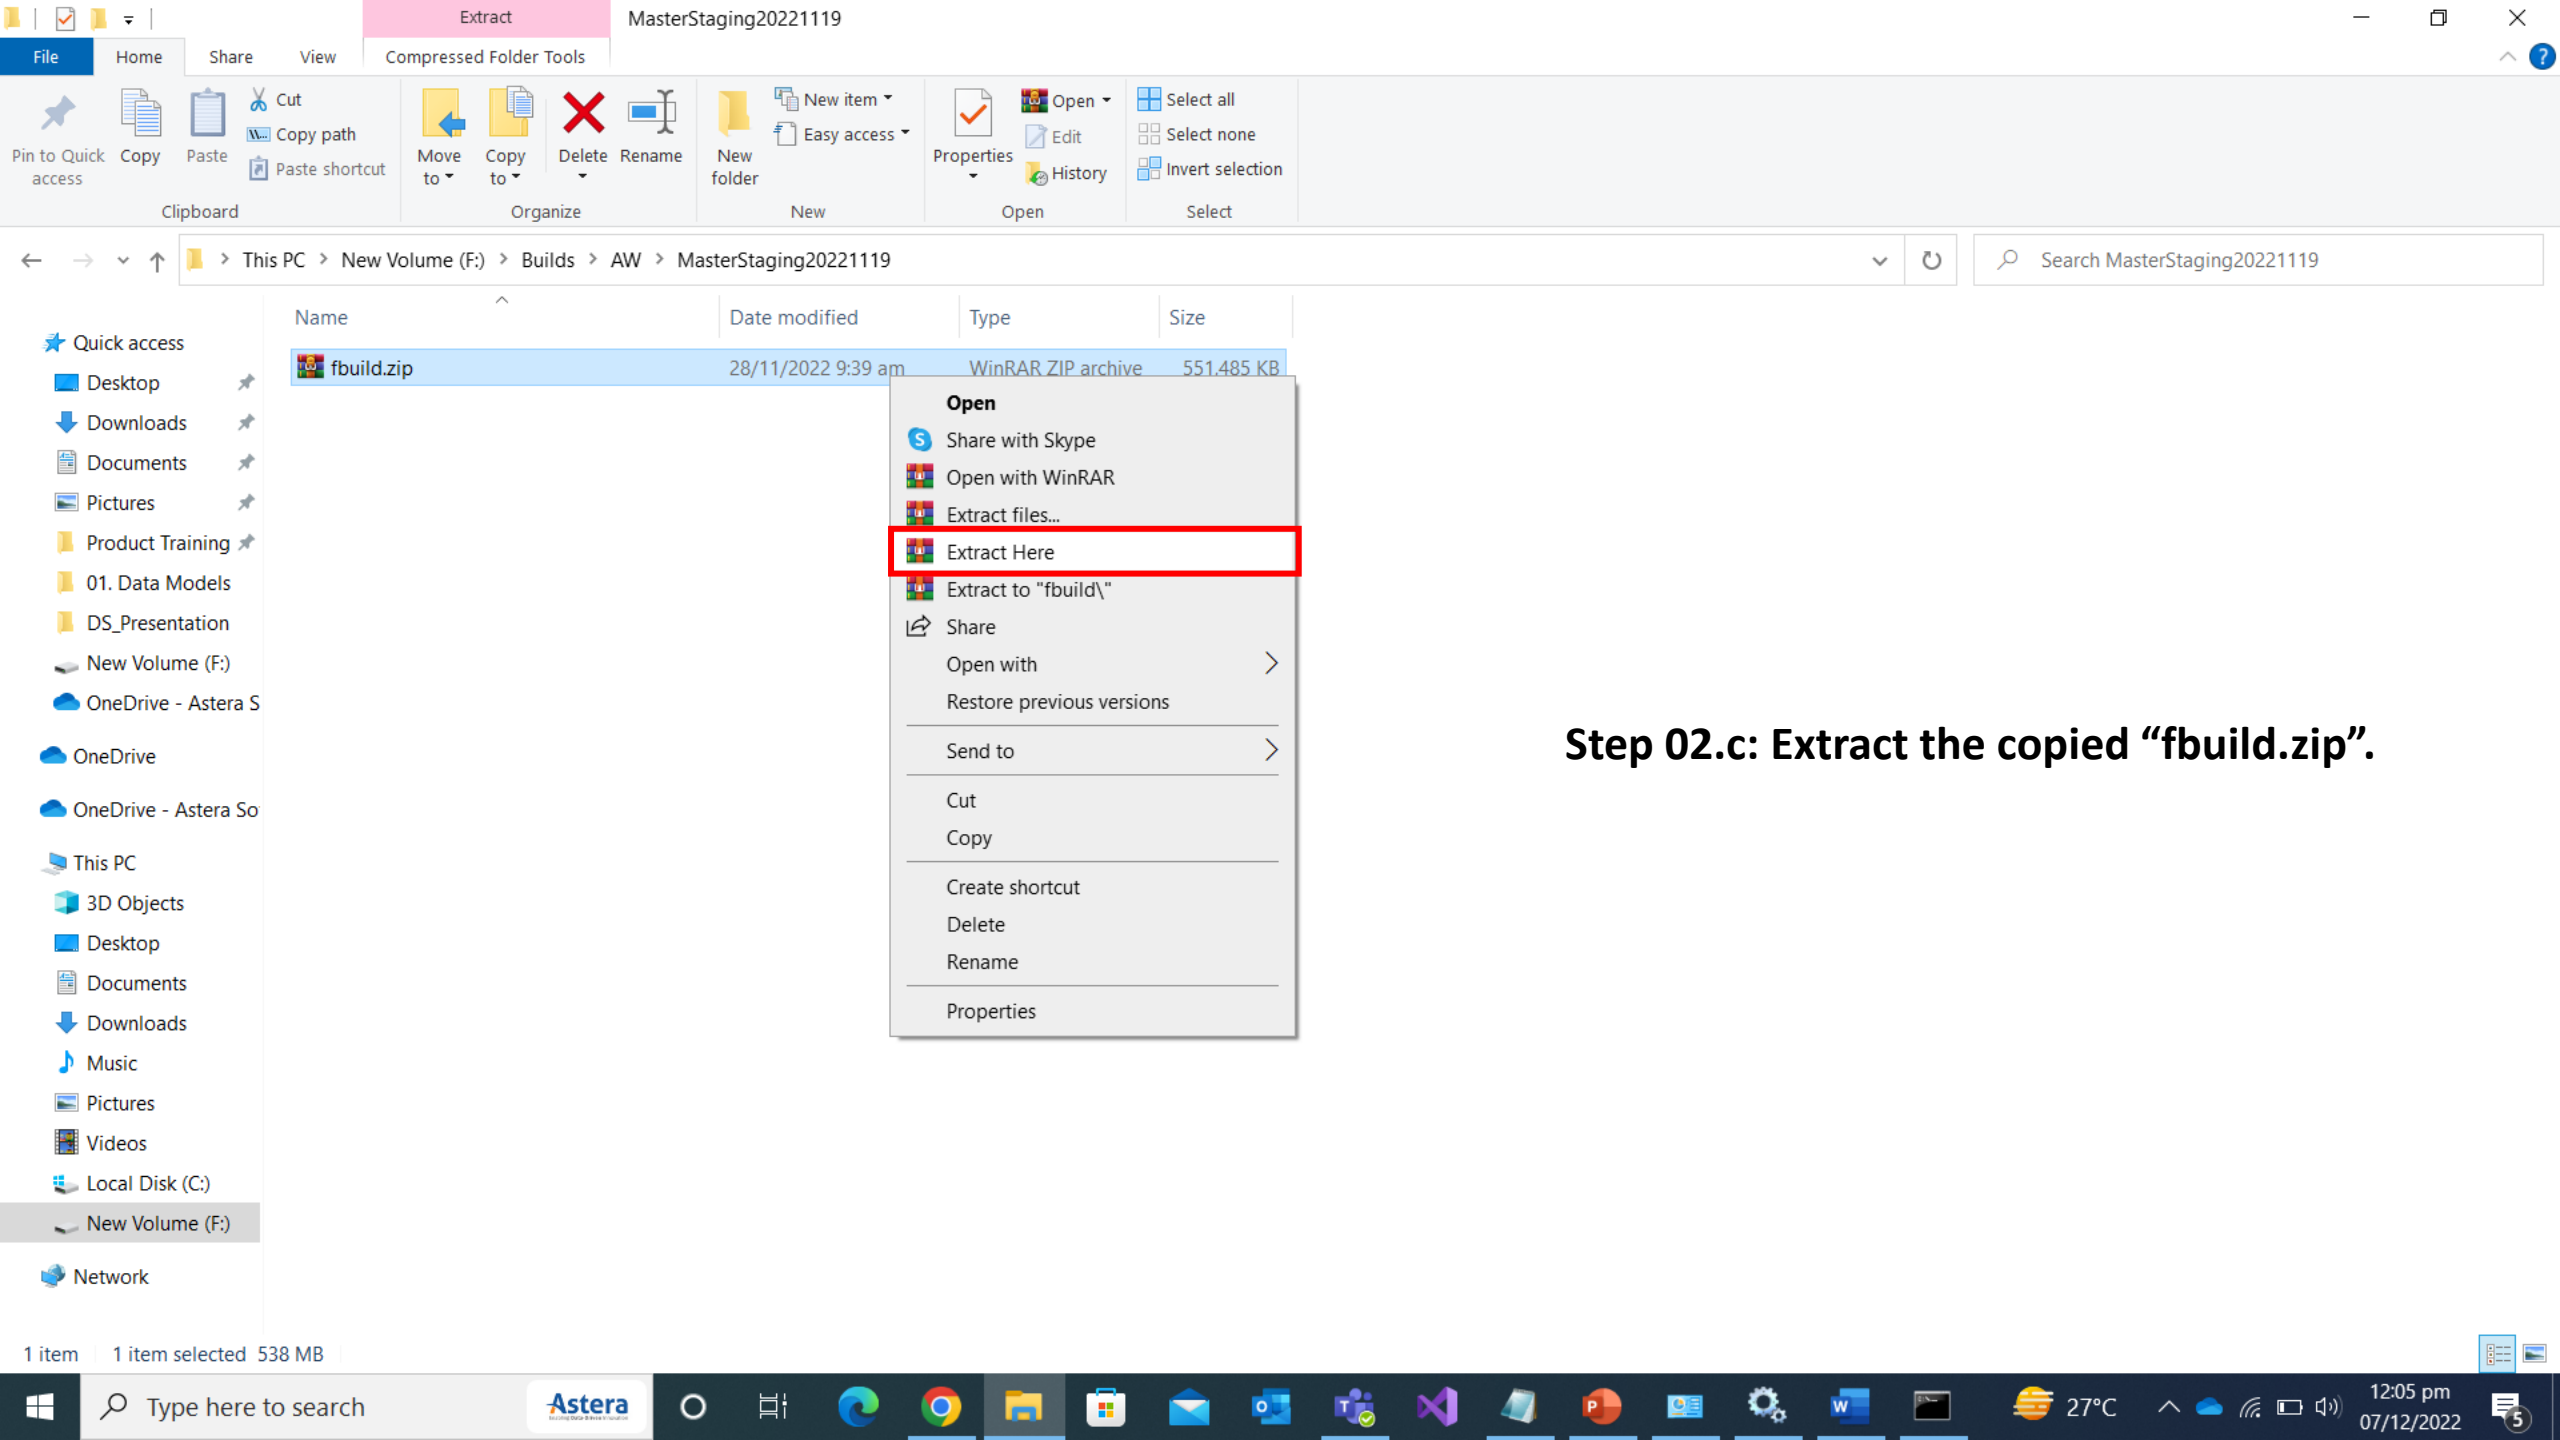 Extract
MasterStaging20221119
File
Home
Share
View
Compressed Folder Tools
Pin to Quick access
Copy
Paste
Cut
Copy path
Paste shortcut
Clipboard
Move to
Copy to
Delete
Rename
Organize
New folder
New item
Easy access
New
Properties
Open
Edit
History
Open
Select all
Select none
Invert selection
Select
This PC > New Volume (F:) > Builds > AW > MasterStaging20221119
Search MasterStaging20221119
Name
Date modified
Type
Size
fbuild.zip
28/11/2022 9:39 am
WinRAR ZIP archive
551,485 KB
Quick access
Desktop
Downloads
Documents
Pictures
Product Training
01. Data Models
DS_Presentation
New Volume (F:)
OneDrive - Astera S
OneDrive
OneDrive - Astera So
This PC
3D Objects
Desktop
Documents
Downloads
Music
Pictures
Videos
Local Disk (C:)
New Volume (F:)
Network
Open
Share with Skype
Open with WinRAR
Extract files...
Extract Here
Extract to "fbuild\"
Share
Open with
Restore previous versions
Send to
Cut
Copy
Create shortcut
Delete
Rename
Properties
Step 02.c: Extract the copied “fbuild.zip”.
1 item
1 item selected 538 MB
Type here to search
Astera
27°C
12:05 pm
07/12/2022
5